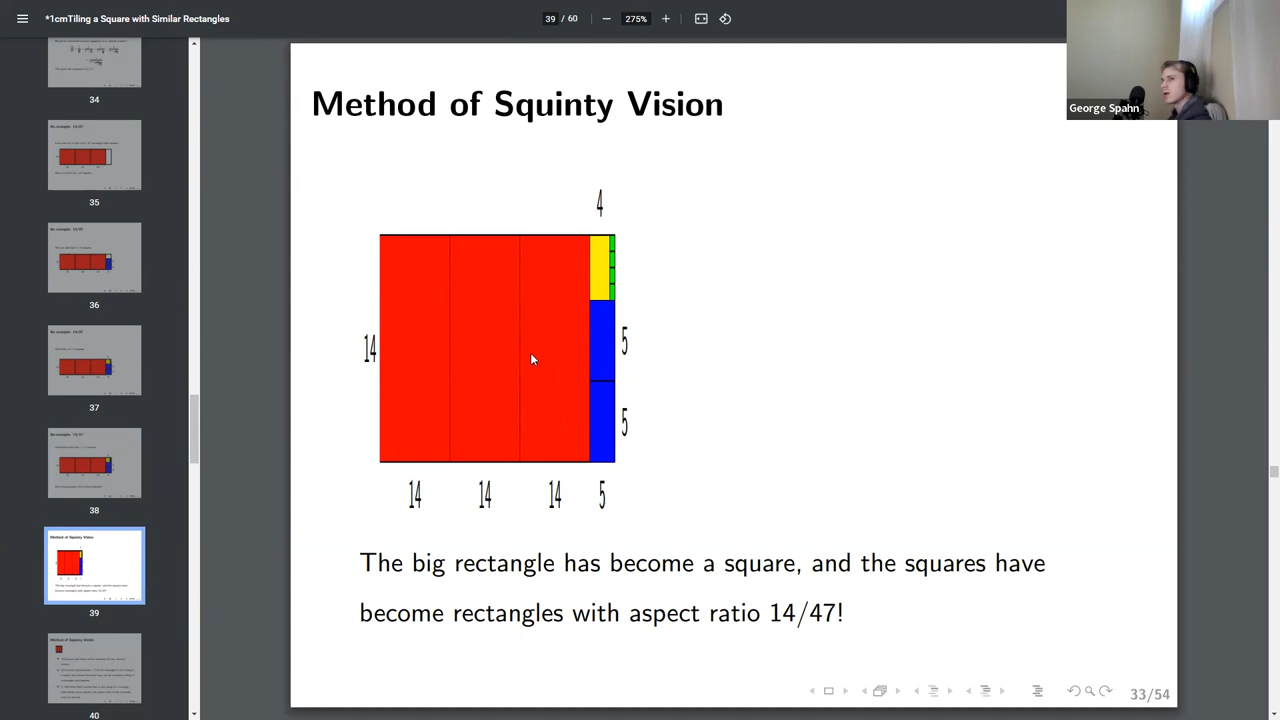 *1cmTiling a Square with Similar Rectangles
39 / 60
275%
George Spahn
34
35
36
37
38
39
40
Method of Squinty Vision
4
14
5
5
14 14 14 5
The big rectangle has become a square, and the squares have
become rectangles with aspect ratio 14/47!
33/54
Method of Squinty Vision
Method of Squinty Vision